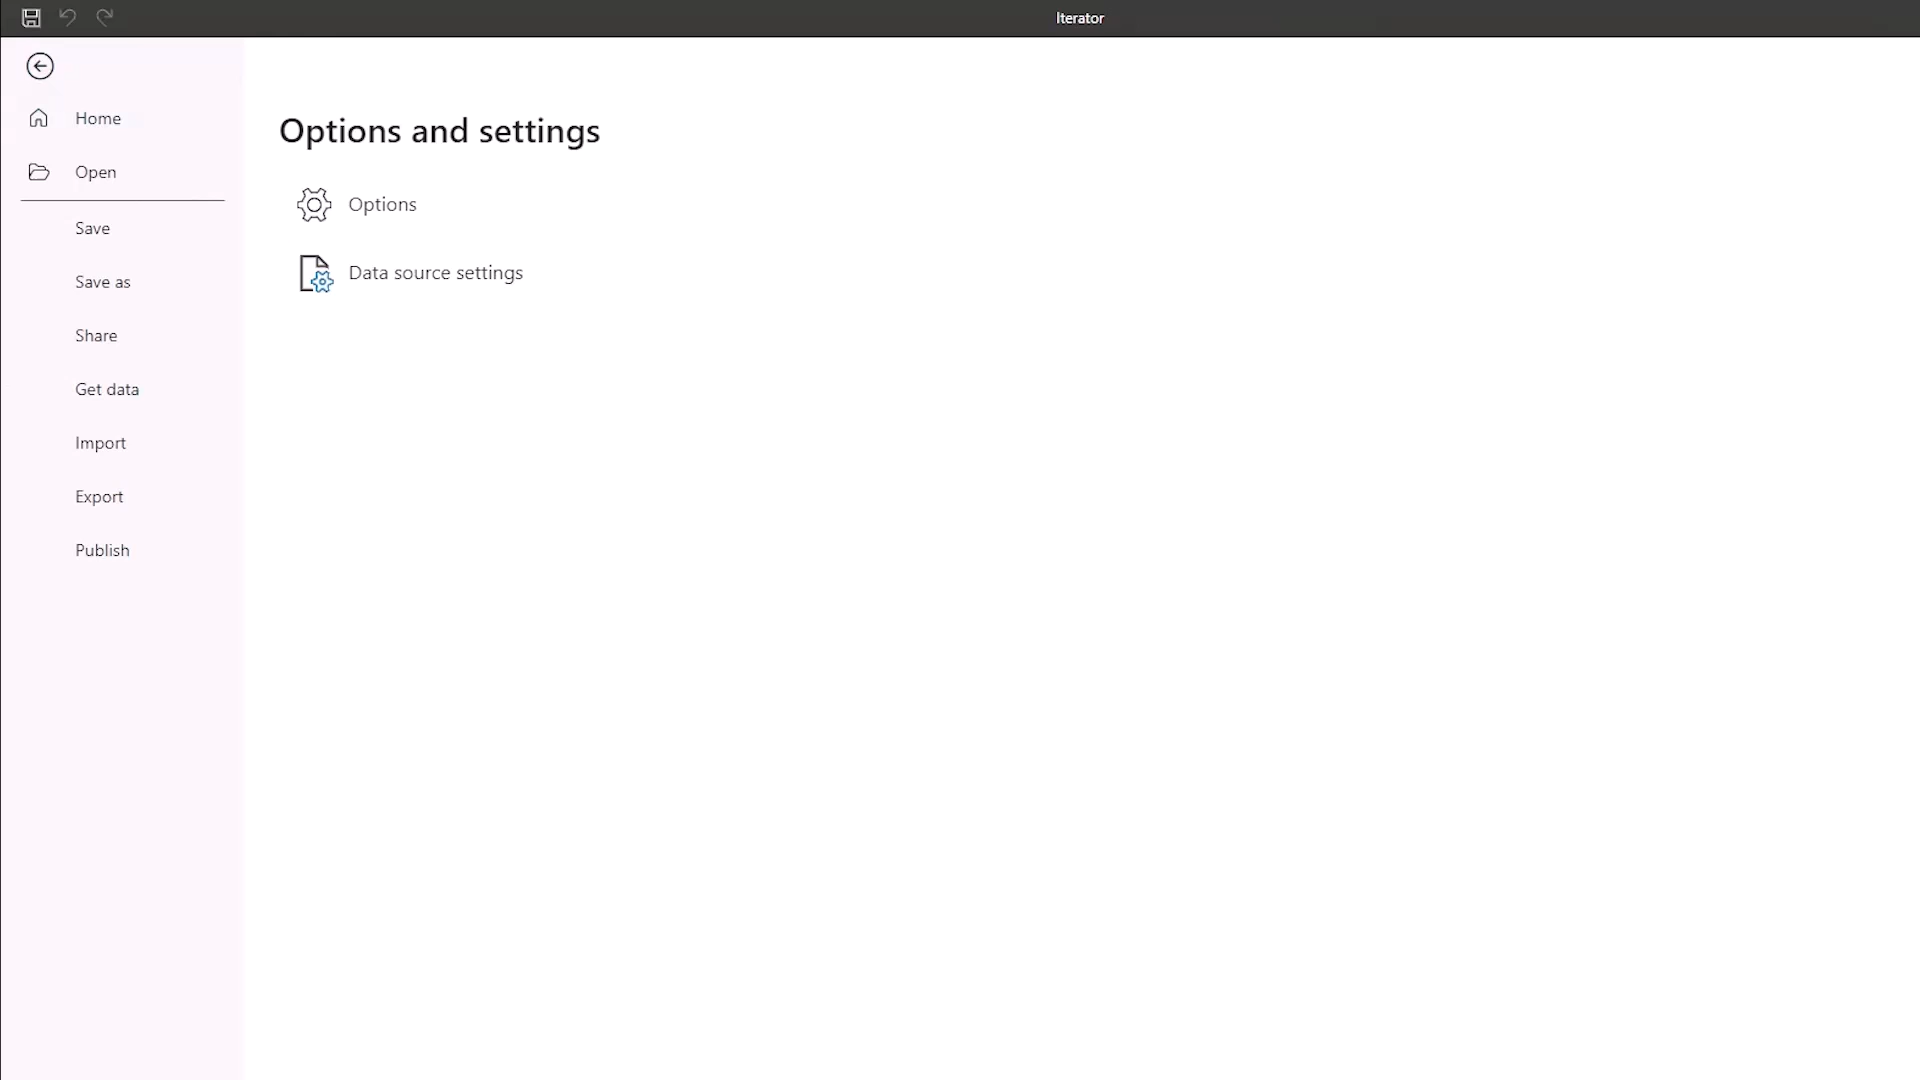 Iterator
Home
Open
Save
Save as
Share
Get data
Import
Export
Publish
Options and settings
Options
Data source settings